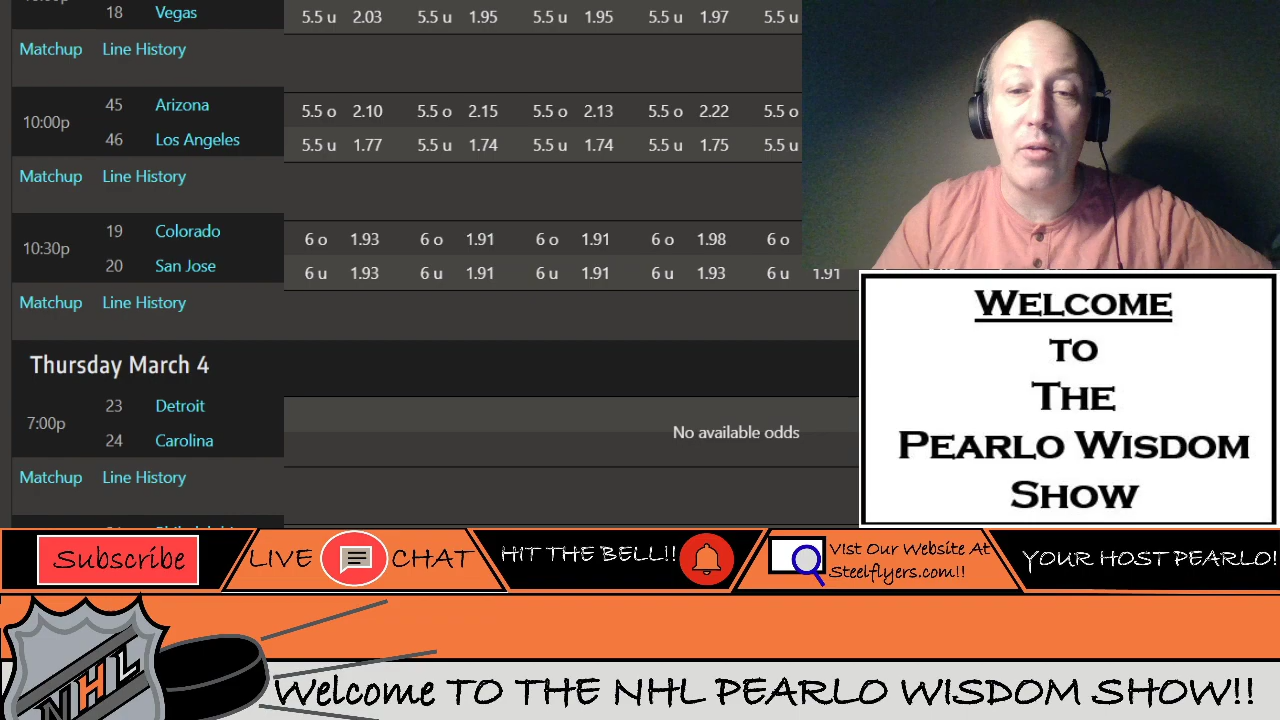 18 Vegas 5.5 u 2.03 5.5 u 1.95 5.5 u 1.95 5.5 u 1.97 5.5 u
Matchup Line History
10:00p
45 Arizona 5.5 o 2.10 5.5 o 2.15 5.5 o 2.13 5.5 o 2.22 5.5 o
46 Los Angeles 5.5 u 1.77 5.5 u 1.74 5.5 u 1.74 5.5 u 1.75 5.5 u
Matchup Line History
10:30p
19 Colorado 6 o 1.93 6 o 1.91 6 o 1.91 6 o 1.98 6 o
20 San Jose 6 u 1.93 6 u 1.91 6 u 1.91 6 u 1.93 6 u 1.91
Matchup Line History
Thursday March 4
7:00p
23 Detroit
24 Carolina
No available odds
Matchup Line History
Welcome
to
The
Pearlo Wisdom
Show
Subscribe
LIVE CHAT
HIT THE BELL!!
VIst Our Website At
Steelflyers.com!!
YOUR HOST PEARLO!
NHL
Welcome TO THE NHL PEARLO WISDOM SHOW!!